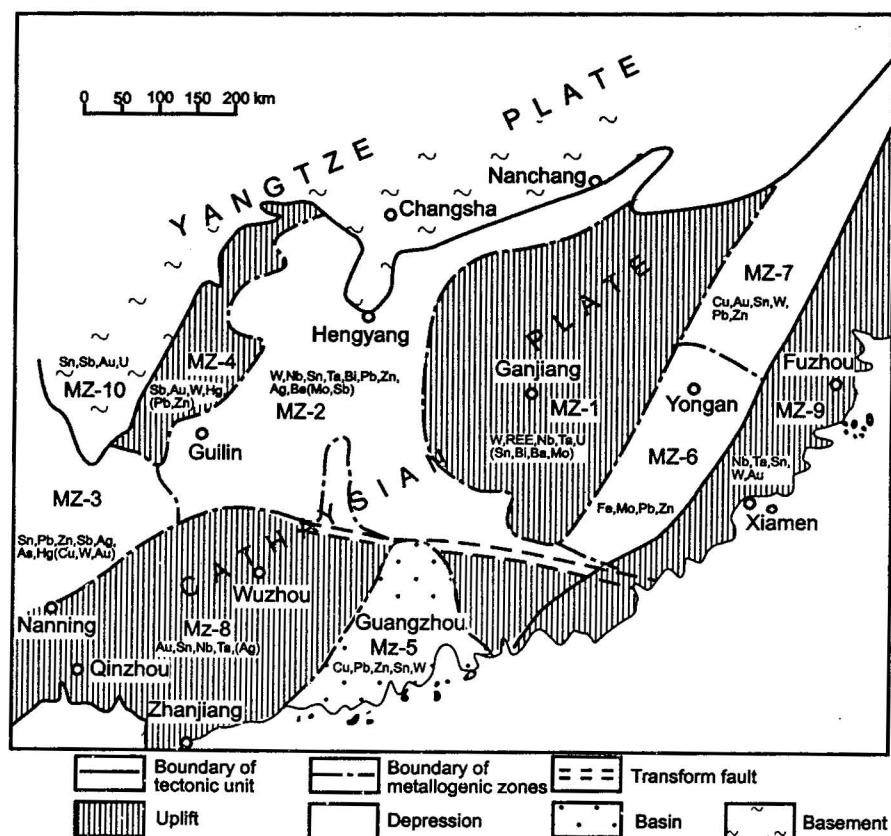 0 50 100 200 km
YANGTZE PLATE
Nanchang
Changsha
MZ-7
Cu,Au,Sn,W,
Pb,Zn
Hengyang
CATHAYSIAN PLATE
Sn,Sb,Au,U
MZ-10
MZ-4
Sb,Au,W,Hg
(Pb,Zn)
W,Nb,Sn,Ta,Bi,Pb,Zn,
Ag,Be(Mo,Sb)
MZ-2
Ganjiang
MZ-1
W,REE,Nb,Ta,U
(Sn,Bi,Ba,Mo)
Fuzhou
Yongan
MZ-9
Nb,Ta,Sn,
W,Au
Guilin
MZ-6
Fe,Mo,Pb,Zn
Xiamen
MZ-3
Sn,Pb,Zn,Sb,Ag,
As,Hg(Cu,W,Au)
Wuzhou
Nanning
Mz-8
Au,Sn,Nb,Ta,(Ag)
Guangzhou
Mz-5
Cu,Pb,Zn,Sn,W
Qinzhou
Zhanjiang
Boundary of
tectonic unit
Boundary of
metallogenic zones
Transform fault
Uplift
Depression
Basin
Basement